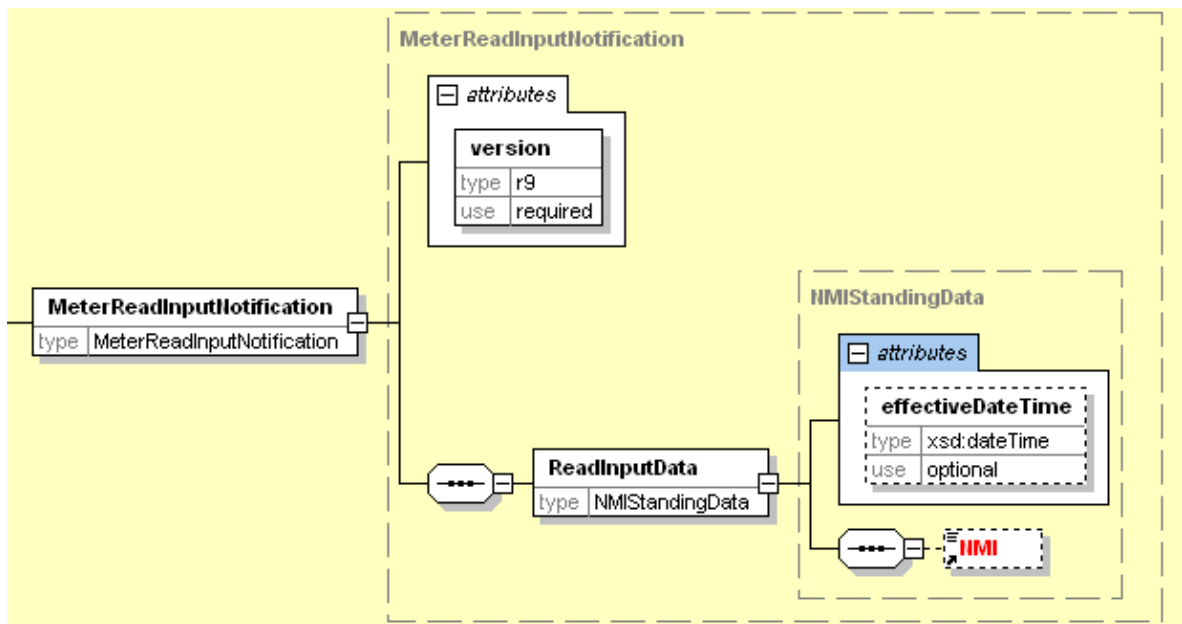 MeterReadInputNotification
attributes
version
type r9
use required
MeterReadInputNotification
type MeterReadInputNotification
NMIStandingData
attributes
effectiveDateTime
type xsd:dateTime
use optional
ReadInputData
type NMIStandingData
NMI